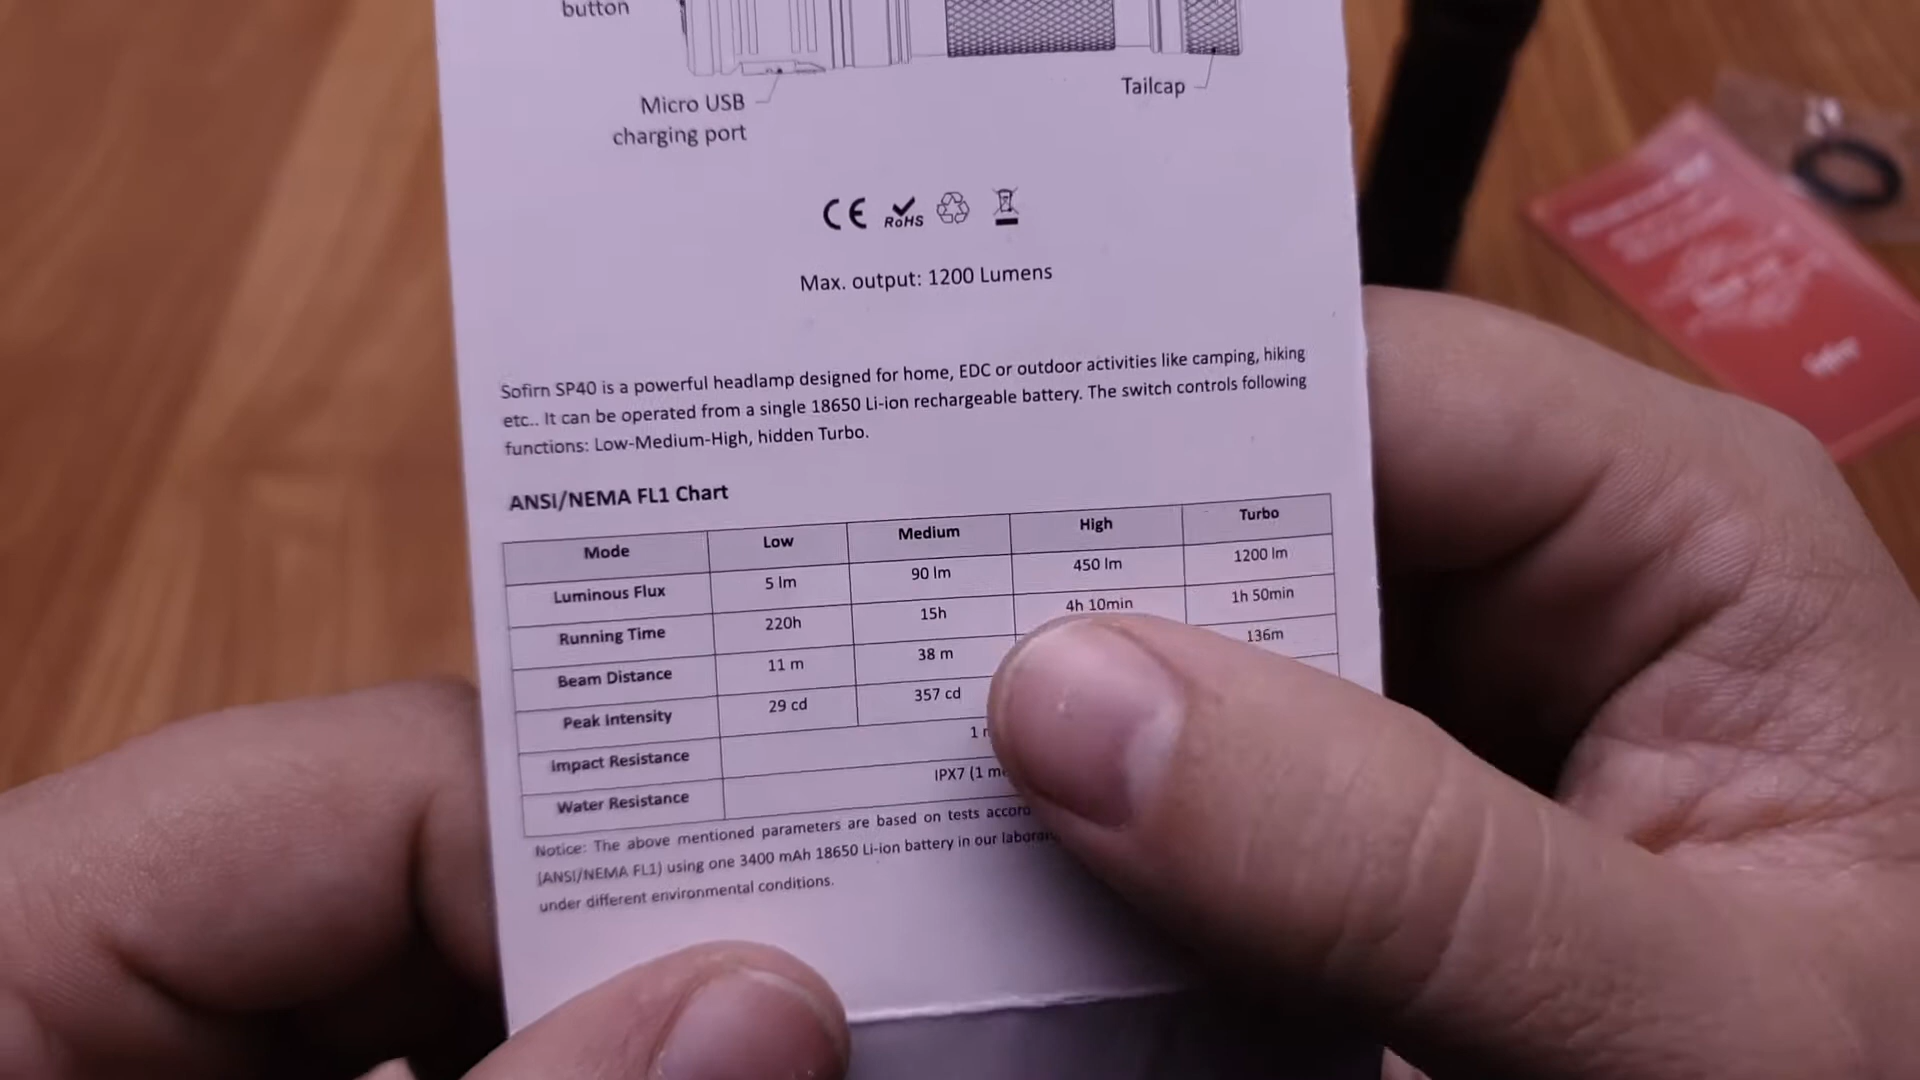 button
Micro USB
charging port
Tailcap
CE RoHS
Max. output: 1200 Lumens
Sofirn SP40 is a powerful headlamp designed for home, EDC or outdoor activities like camping, hiking
etc.. It can be operated from a single 18650 Li-ion rechargeable battery. The switch controls following
functions: Low-Medium-High, hidden Turbo.
ANSI/NEMA FL1 Chart
Mode Low Medium High Turbo
Luminous Flux 5 lm 90 lm 450 lm 1200 lm
Running Time 220h 15h 4h 10min 1h 50min
Beam Distance 11 m 38 m 136m
Peak Intensity 29 cd 357 cd
Impact Resistance 1
Water Resistance IPX7 (1
Notice: The above mentioned parameters are based on tests
(ANSI/NEMA FL1) using one 3400 mAh 18650 Li-ion battery in our
under different environmental conditions.